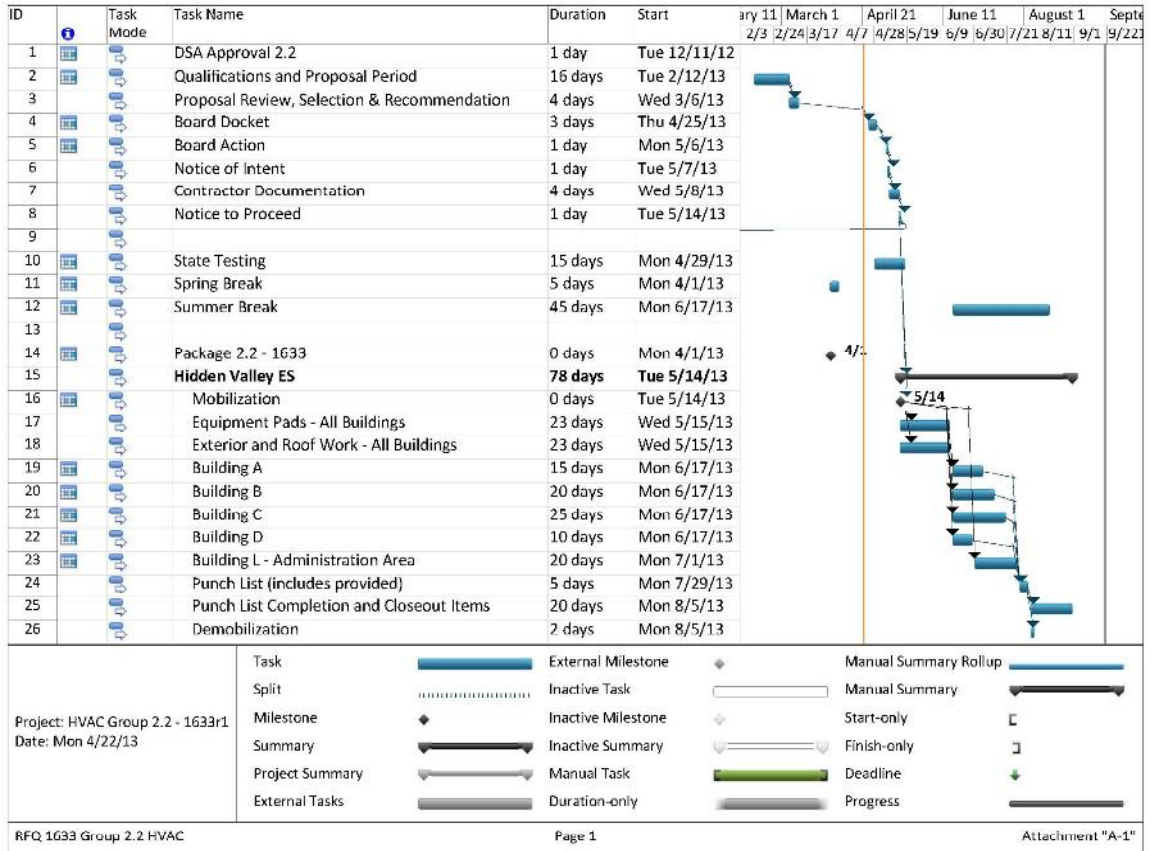 ID Task Mode Task Name Duration Start ary 11 March 1 April 21 June 11 August 1 Septe
2/3 2/24 3/17 4/7 4/28 5/19 6/9 6/30 7/21 8/11 9/1 9/22
1 DSA Approval 2.2 1 day Tue 12/11/12
2 Qualifications and Proposal Period 16 days Tue 2/12/13
3 Proposal Review, Selection & Recommendation 4 days Wed 3/6/13
4 Board Docket 3 days Thu 4/25/13
5 Board Action 1 day Mon 5/6/13
6 Notice of Intent 1 day Tue 5/7/13
7 Contractor Documentation 4 days Wed 5/8/13
8 Notice to Proceed 1 day Tue 5/14/13
9
10 State Testing 15 days Mon 4/29/13
11 Spring Break 5 days Mon 4/1/13
12 Summer Break 45 days Mon 6/17/13
13
14 Package 2.2 - 1633 0 days Mon 4/1/13 4/1
15 Hidden Valley ES 78 days Tue 5/14/13
16 Mobilization 0 days Tue 5/14/13 5/14
17 Equipment Pads - All Buildings 23 days Wed 5/15/13
18 Exterior and Roof Work - All Buildings 23 days Wed 5/15/13
19 Building A 15 days Mon 6/17/13
20 Building B 20 days Mon 6/17/13
21 Building C 25 days Mon 6/17/13
22 Building D 10 days Mon 6/17/13
23 Building L - Administration Area 20 days Mon 7/1/13
24 Punch List (includes provided) 5 days Mon 7/29/13
25 Punch List Completion and Closeout Items 20 days Mon 8/5/13
26 Demobilization 2 days Mon 8/5/13
Project: HVAC Group 2.2 - 1633r1
Date: Mon 4/22/13
Task External Milestone Manual Summary Rollup
Split Inactive Task Manual Summary
Milestone Inactive Milestone Start-only
Summary Inactive Summary Finish-only
Project Summary Manual Task Deadline
External Tasks Duration-only Progress
RFQ 1633 Group 2.2 HVAC Page 1 Attachment "A-1"